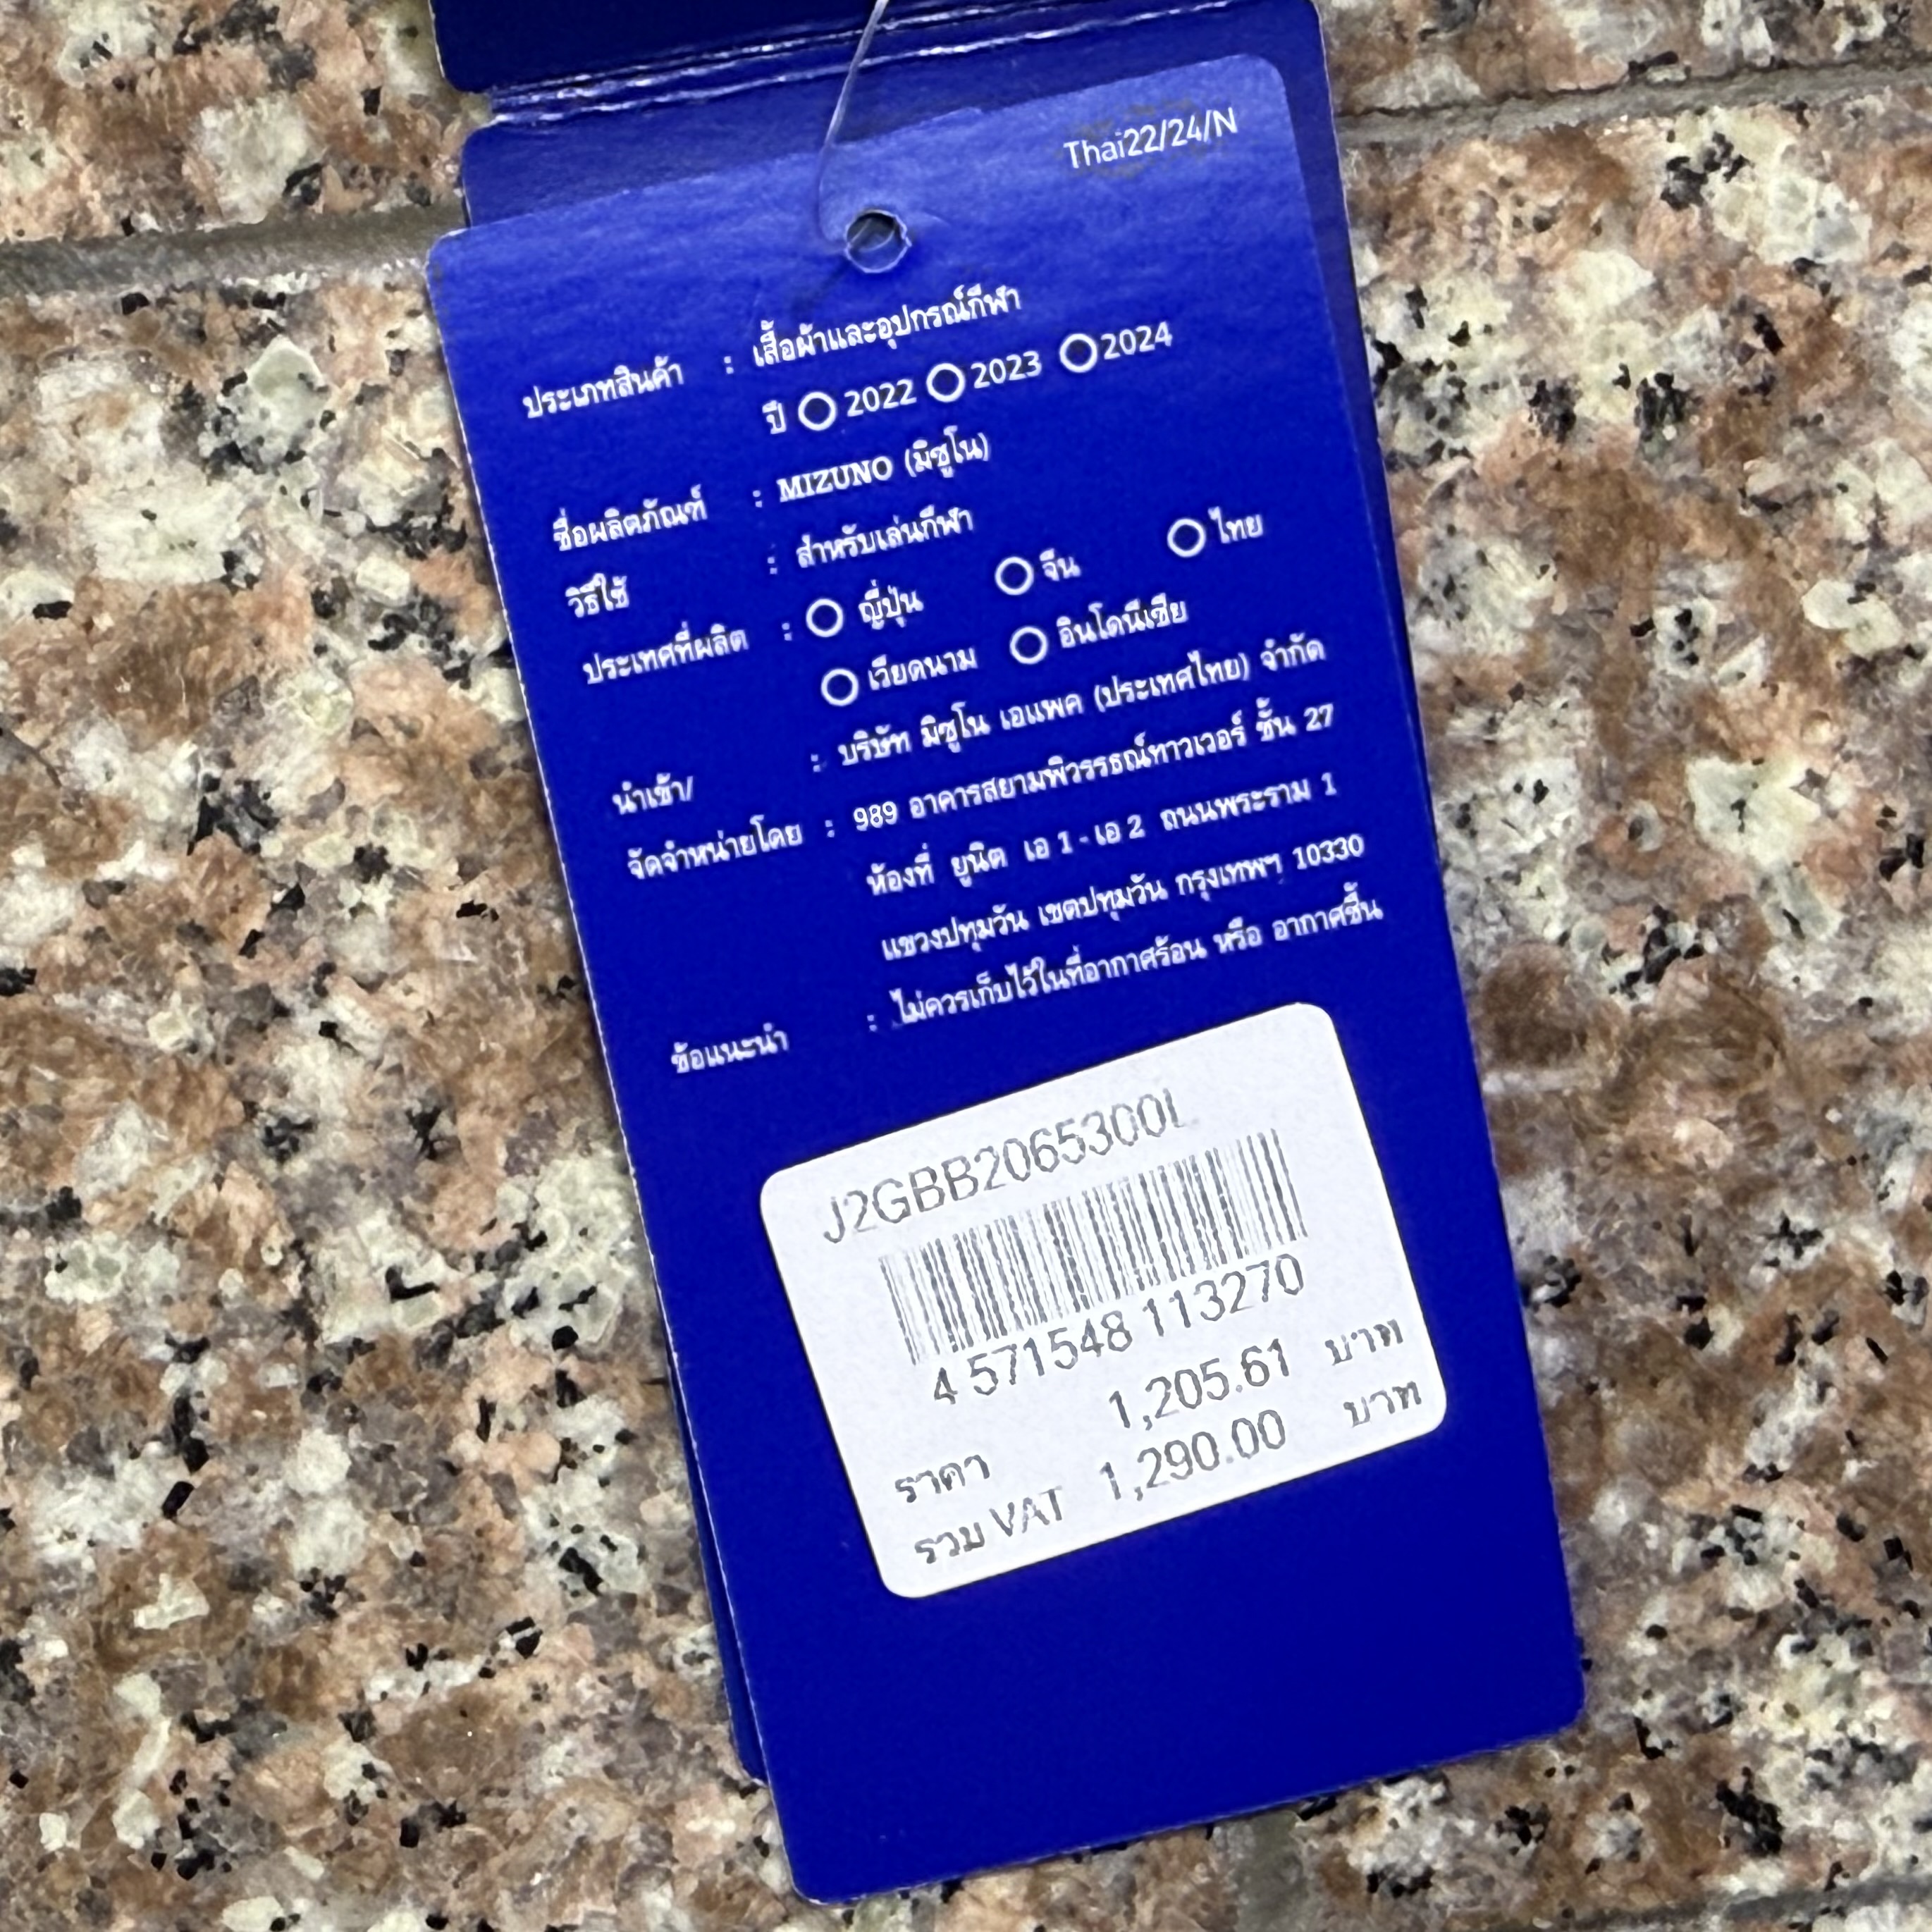 Thai22/24/N
ประเภทสินค้า : เสื้อผ้าและอุปกรณ์กีฬา
ปี 2022 2023 2024
ชื่อผลิตภัณฑ์ : MIZUNO (มิซูโน)
วิธีใช้ : สำหรับเล่นกีฬา
ประเทศที่ผลิต : ญี่ปุ่น จีน ไทย
เวียดนาม อินโดนีเซีย
นำเข้า/ : บริษัท มิซูโน เอแพค (ประเทศไทย) จำกัด
จัดจำหน่ายโดย : 989 อาคารสยามพิวรรธณ์ทาวเวอร์ ชั้น 27
ห้องที่ ยูนิต เอ 1 - เอ 2 ถนนพระราม 1
แขวงปทุมวัน เขตปทุมวัน กรุงเทพฯ 10330
ข้อแนะนำ : ไม่ควรเก็บไว้ในที่อากาศร้อน หรือ อากาศชื้น
J2GBB2065300L
4 571548 113270
ราคา 1,205.61 บาท
รวม VAT 1,290.00 บาท